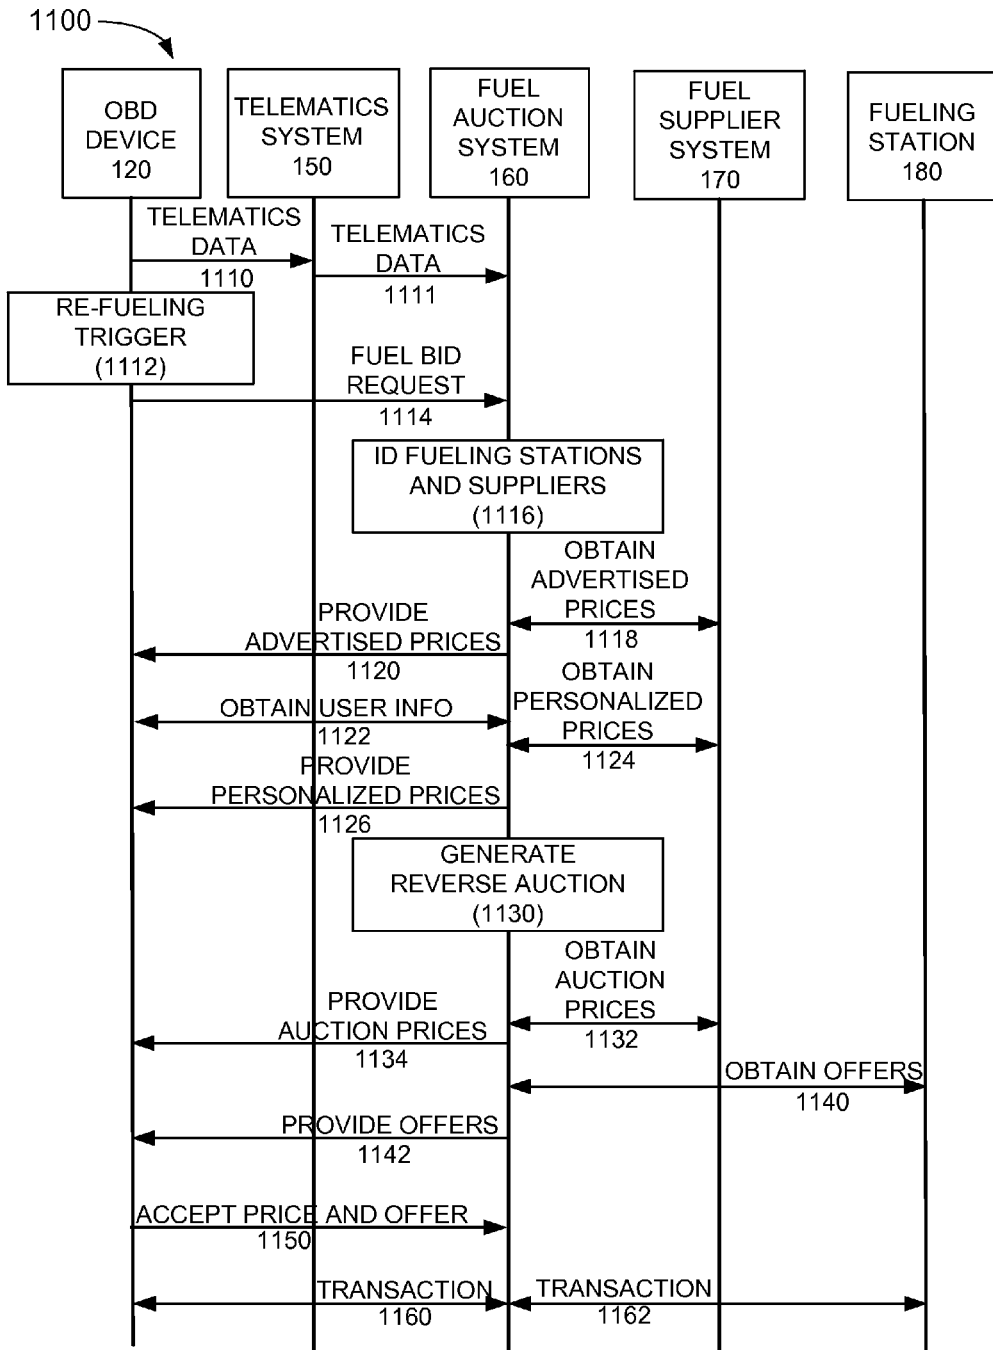 1100
OBD
DEVICE
120
TELEMATICS
SYSTEM
150
FUEL
AUCTION
SYSTEM
160
FUEL
SUPPLIER
SYSTEM
170
FUELING
STATION
180
TELEMATICS
DATA
1110
TELEMATICS
DATA
1111
RE-FUELING
TRIGGER
(1112)
FUEL BID
REQUEST
1114
ID FUELING STATIONS
AND SUPPLIERS
(1116)
OBTAIN
ADVERTISED
PRICES
1118
PROVIDE
ADVERTISED PRICES
1120
OBTAIN USER INFO
1122
OBTAIN
PERSONALIZED
PRICES
1124
PROVIDE
PERSONALIZED PRICES
1126
GENERATE
REVERSE AUCTION
(1130)
OBTAIN
AUCTION
PRICES
1132
PROVIDE
AUCTION PRICES
1134
OBTAIN OFFERS
1140
PROVIDE OFFERS
1142
ACCEPT PRICE AND OFFER
1150
TRANSACTION
1160
TRANSACTION
1162